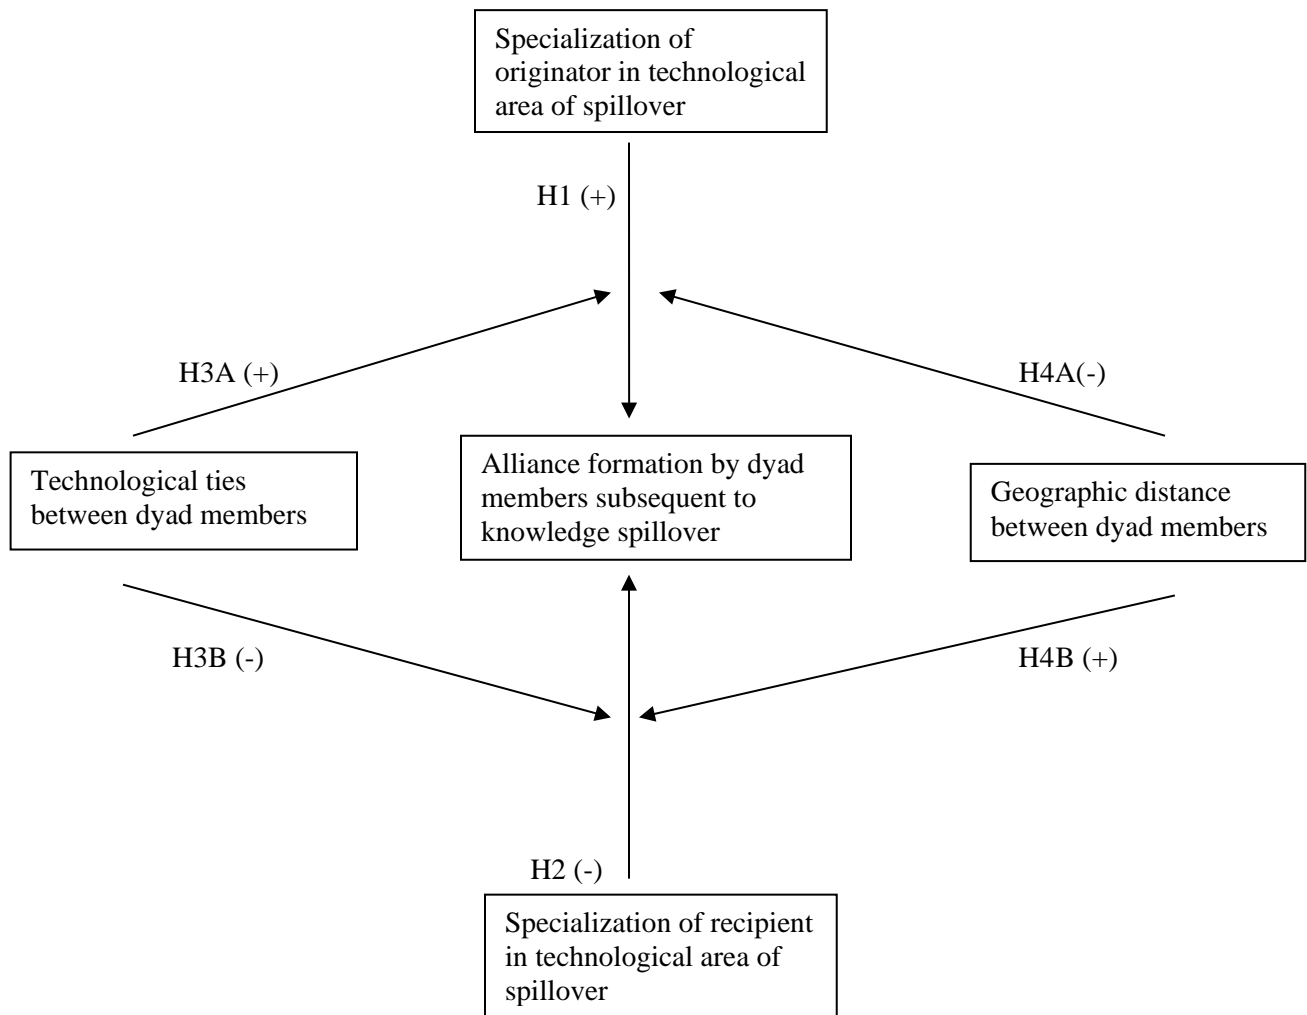 Specialization of
originator in technological
area of spillover
H1 (+)
H3A (+)
H4A(-)
Technological ties
between dyad members
Alliance formation by dyad
members subsequent to
knowledge spillover
Geographic distance
between dyad members
H3B (-)
H4B (+)
H2 (-)
Specialization of recipient
in technological area of
spillover